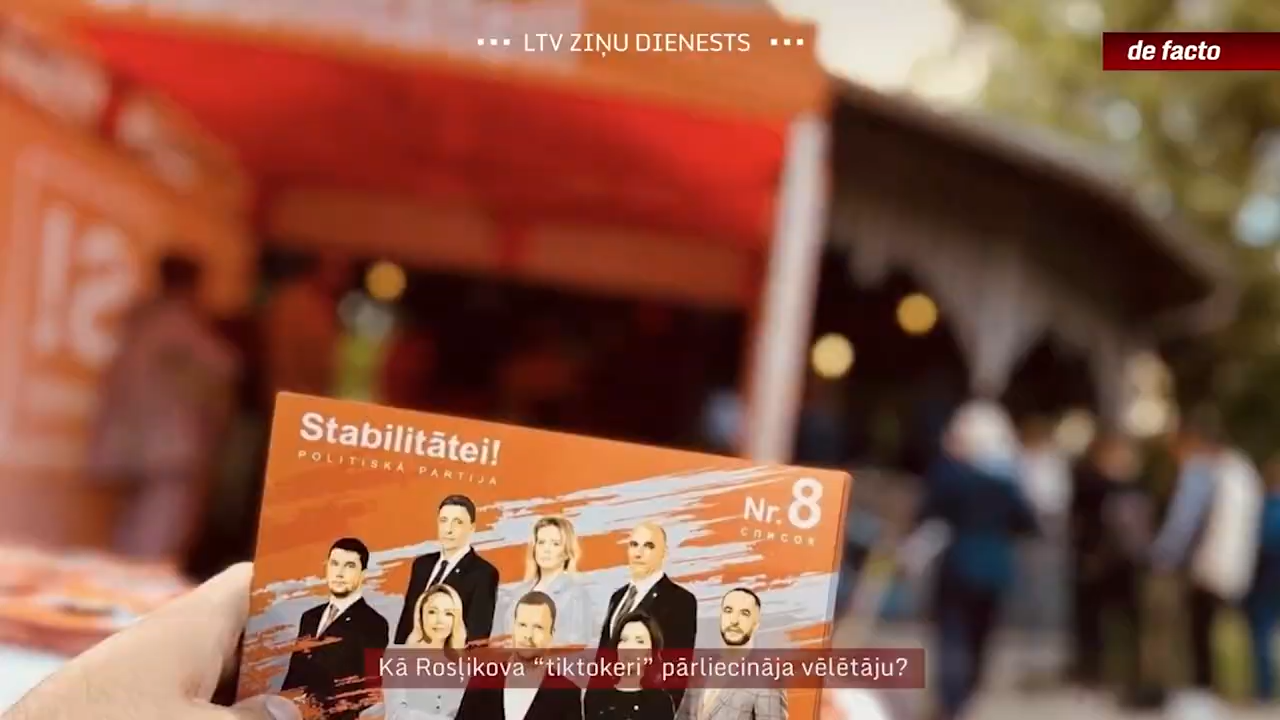 LTV ZIŅU DIENESTS
de facto
S!
Stabilitātei!
POLITISKĀ PARTIJA
Nr.8
СПИСОК
Kā Rosļikova “tiktokeri” pārliecināja vēlētāju?